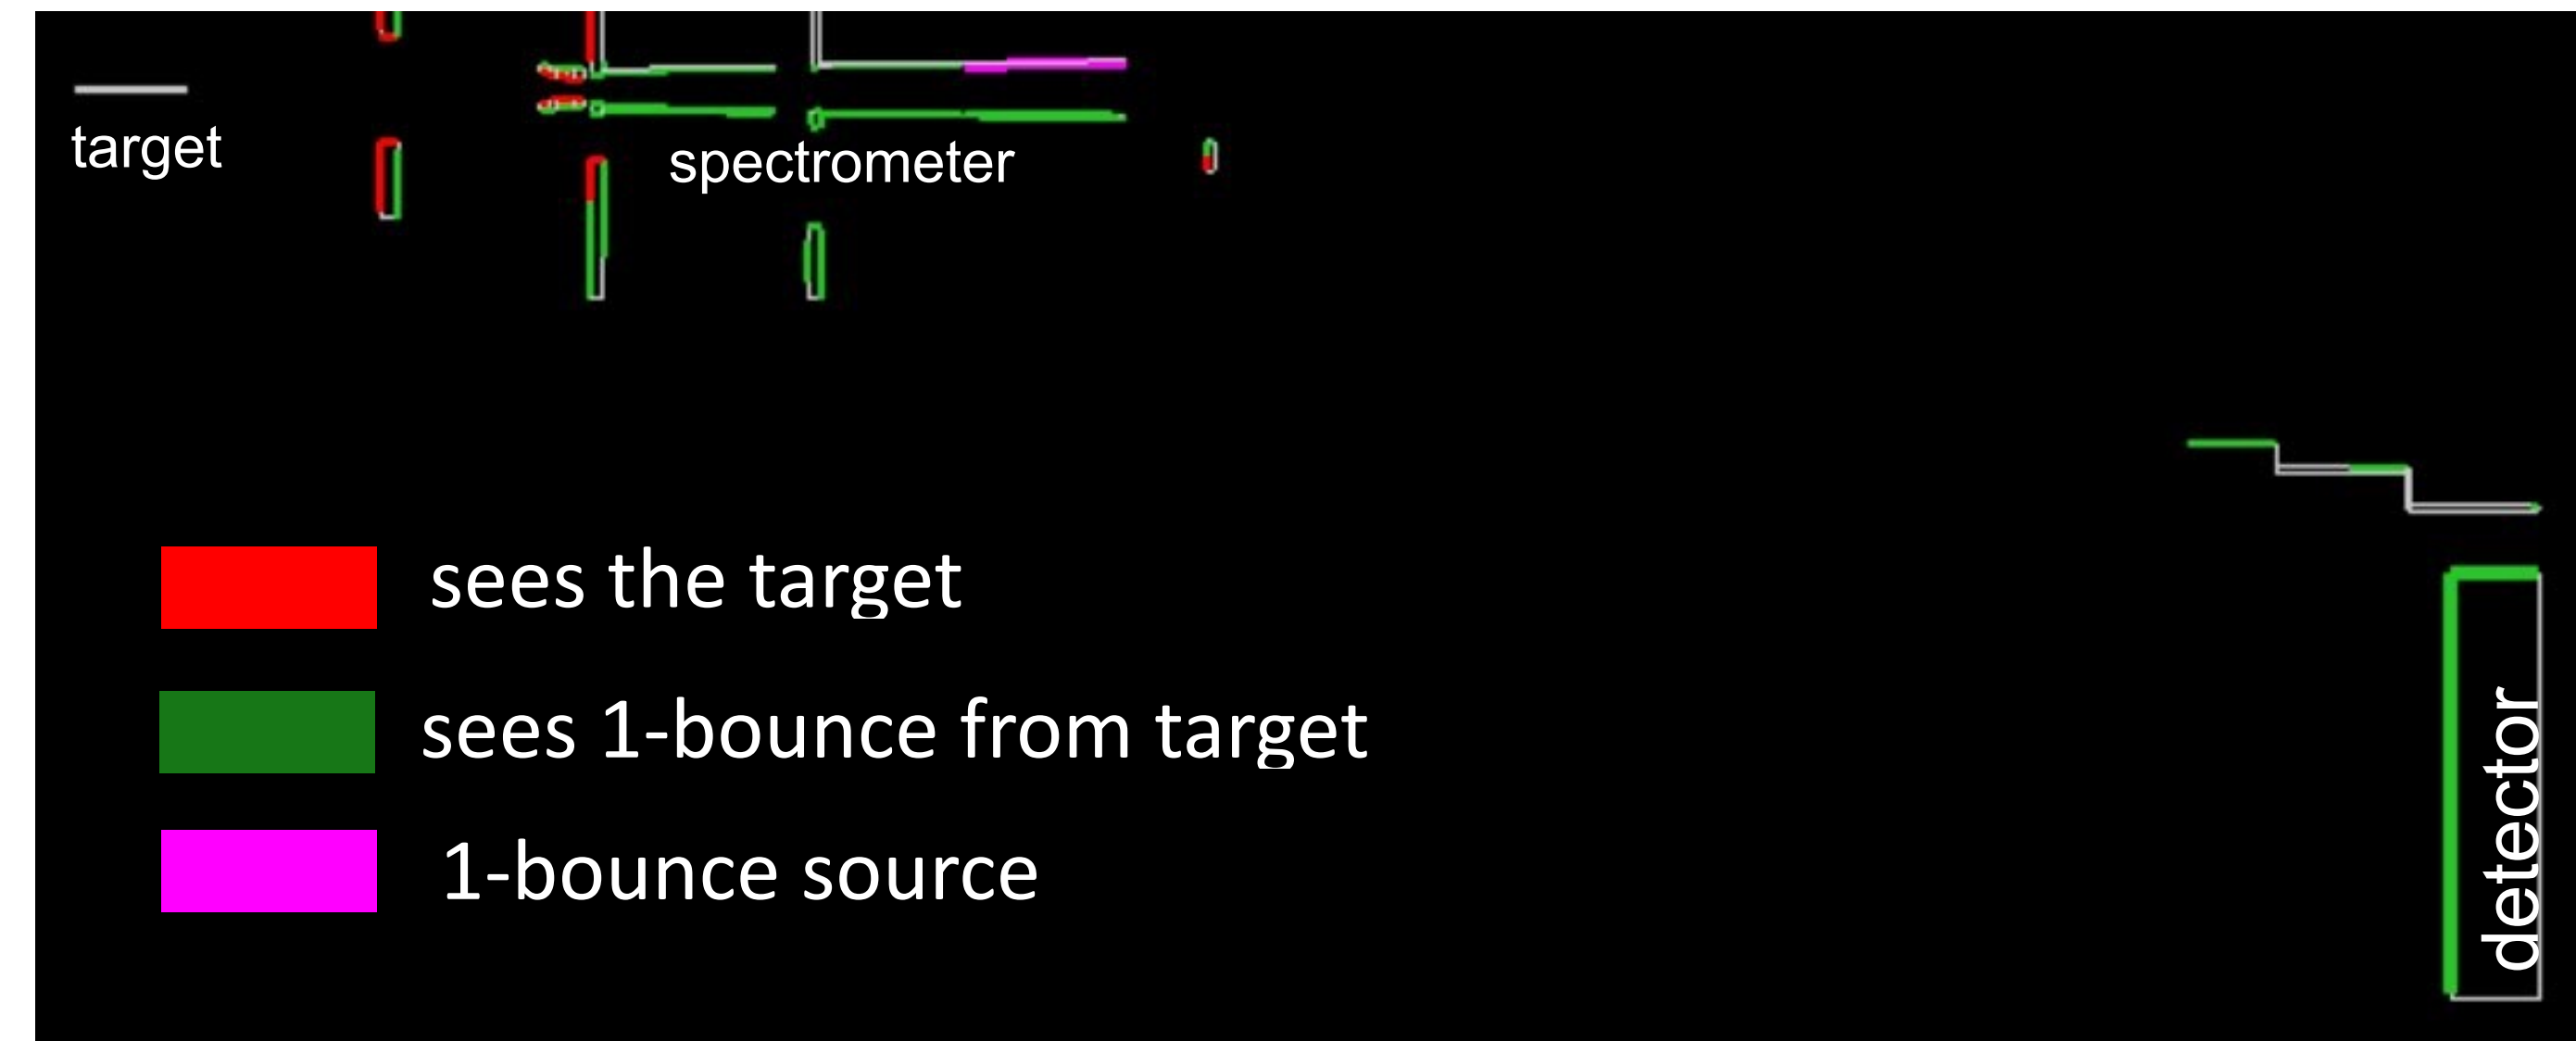 target
spectrometer
sees the target
sees 1-bounce from target
1-bounce source
detector